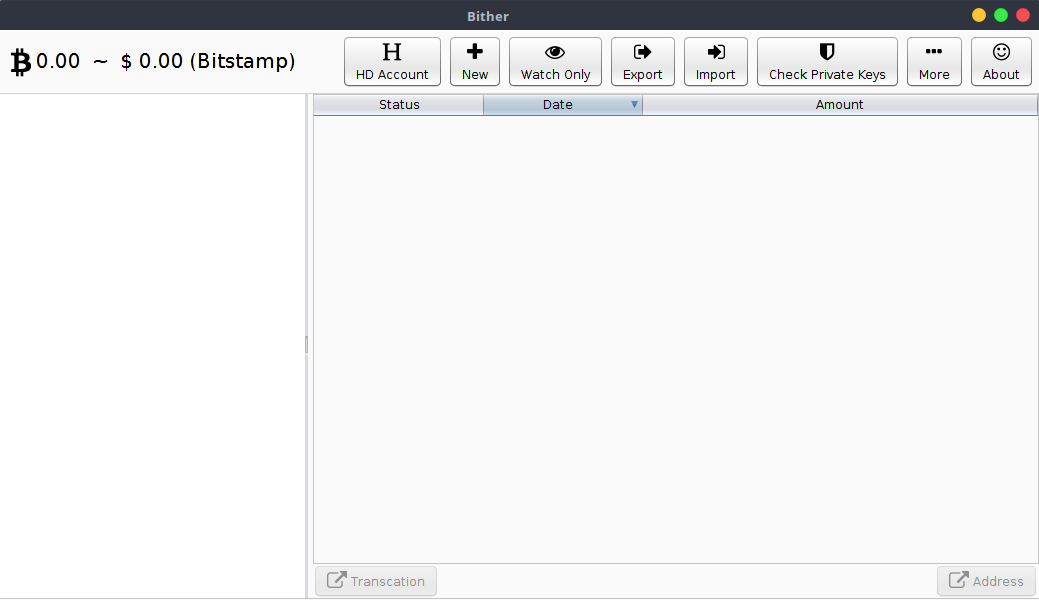 Bither
0.00 ~ $ 0.00 (Bitstamp)
HD Account
New
Watch Only
Export
Import
Check Private Keys
More
About
Status
Date
Amount
Transcation
Address